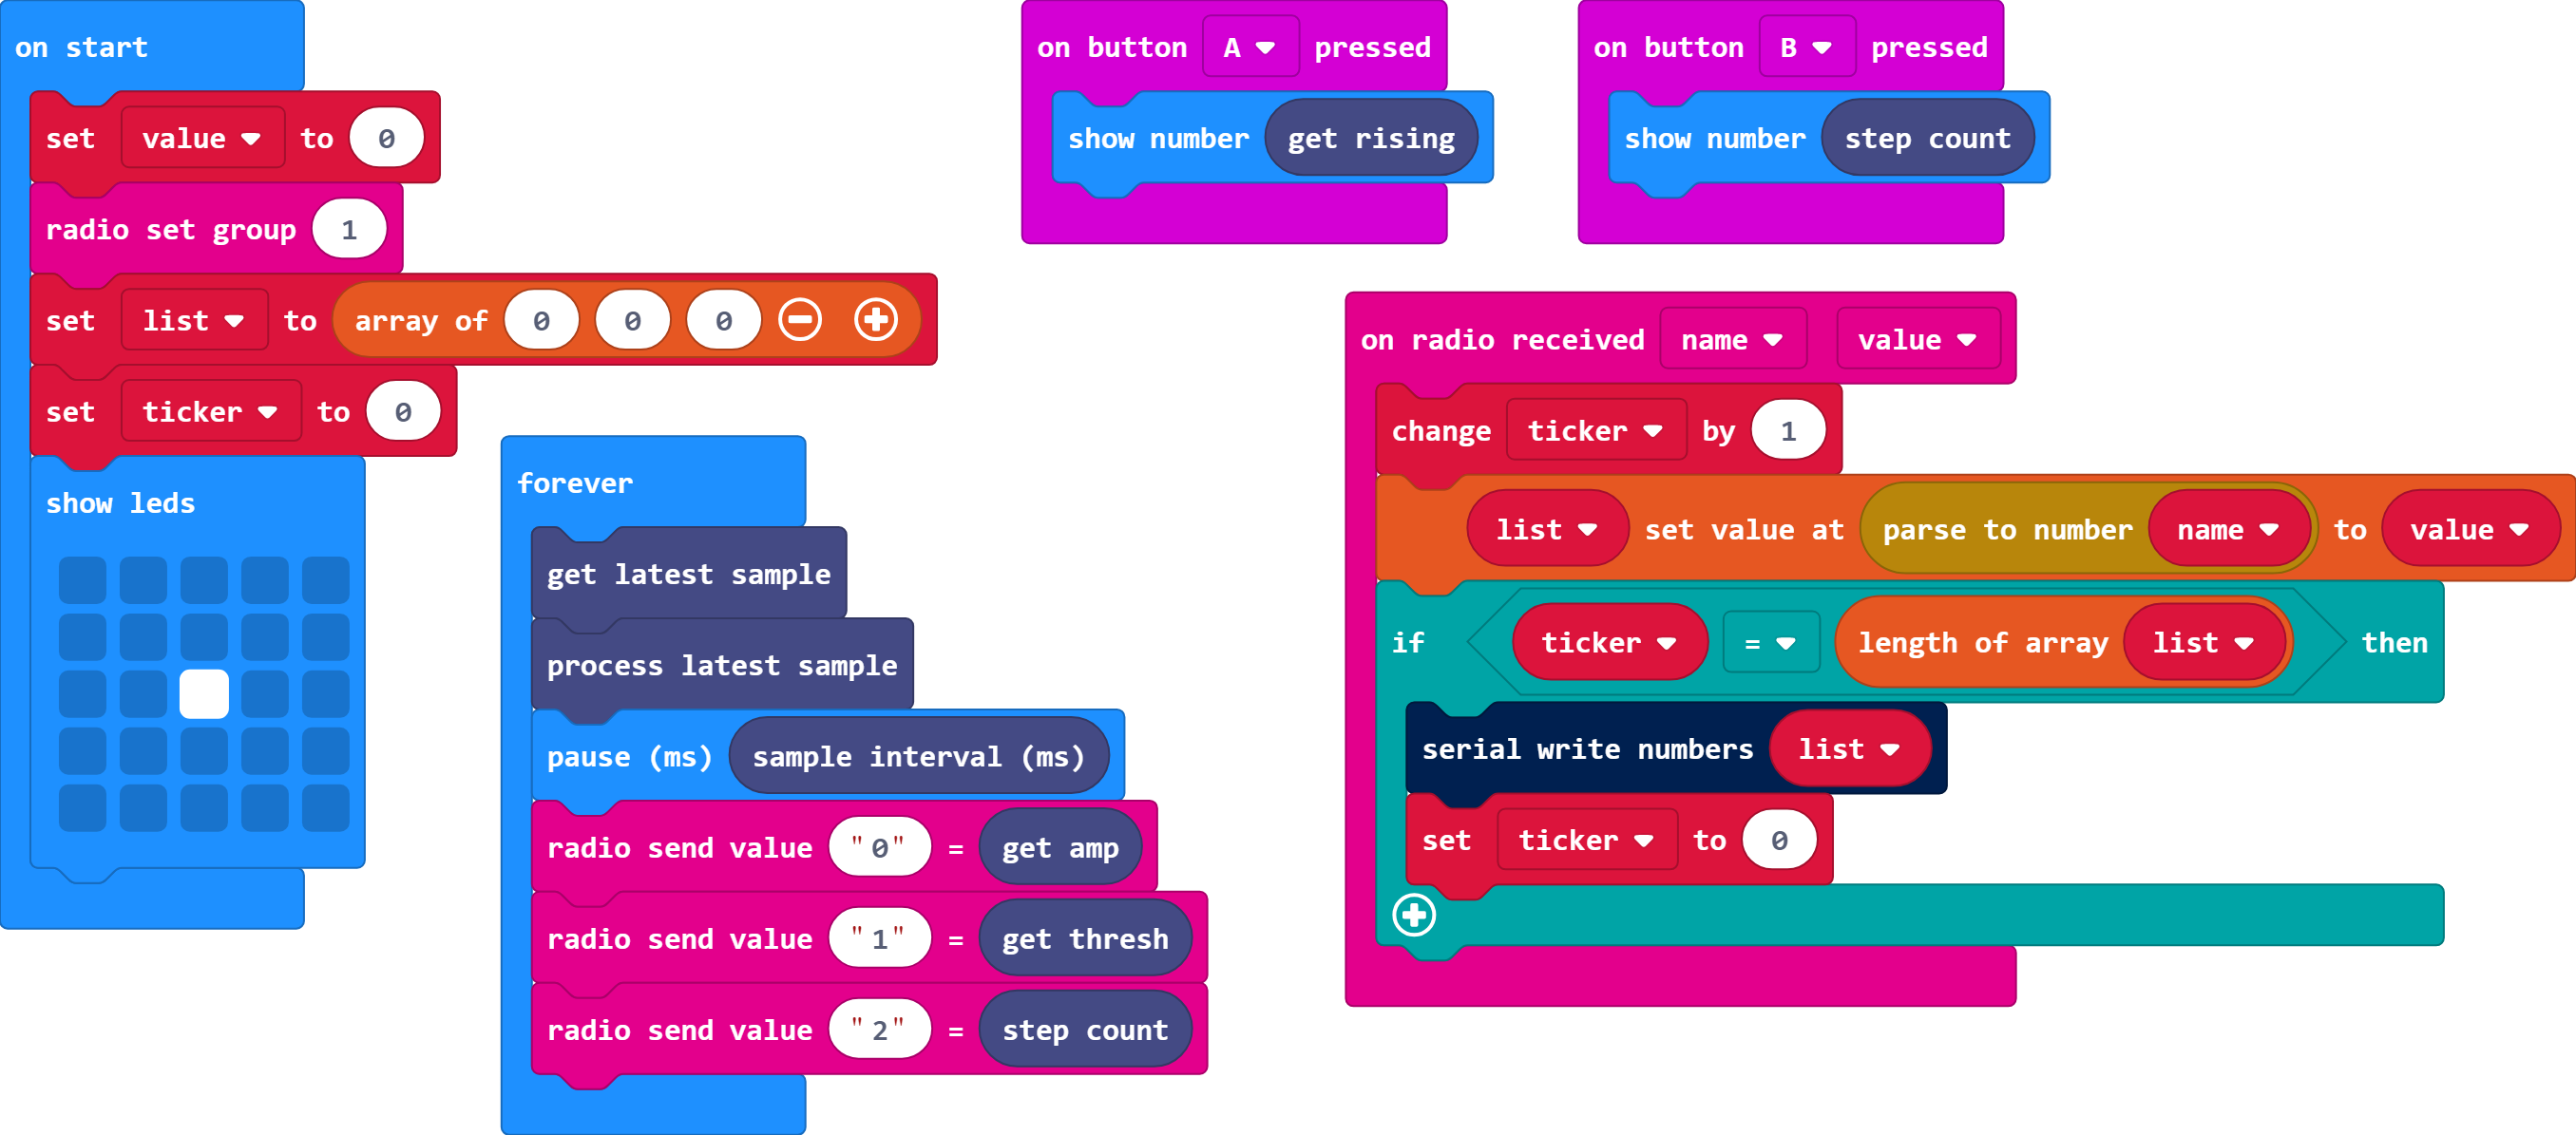 on start
set value to 0
radio set group 1
set list to array of 0 0 0
set ticker to 0
show leds
forever
get latest sample
process latest sample
pause (ms) sample interval (ms)
radio send value "0" = get amp
radio send value "1" = get thresh
radio send value "2" = step count
on button A pressed
show number get rising
on button B pressed
show number step count
on radio received name value
change ticker by 1
list set value at parse to number name to value
if ticker = length of array list then
serial write numbers list
set ticker to 0